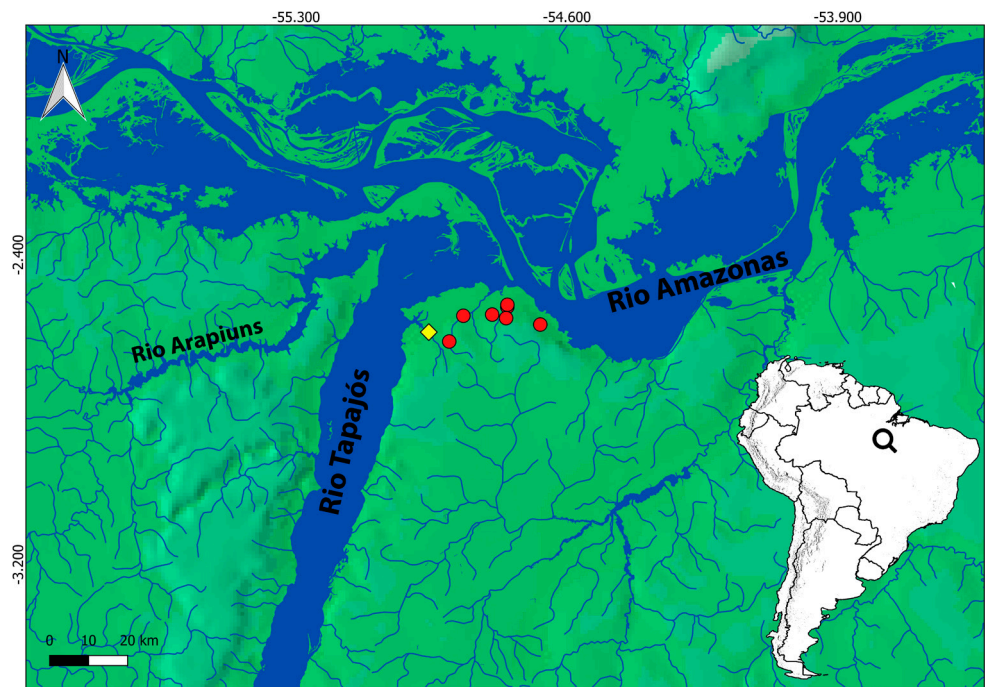 -55.300 -54.600 -53.900
N
-2.400
Rio Amazonas
Rio Arapiuns
Rio Tapajós
-3.200
0 10 20 km